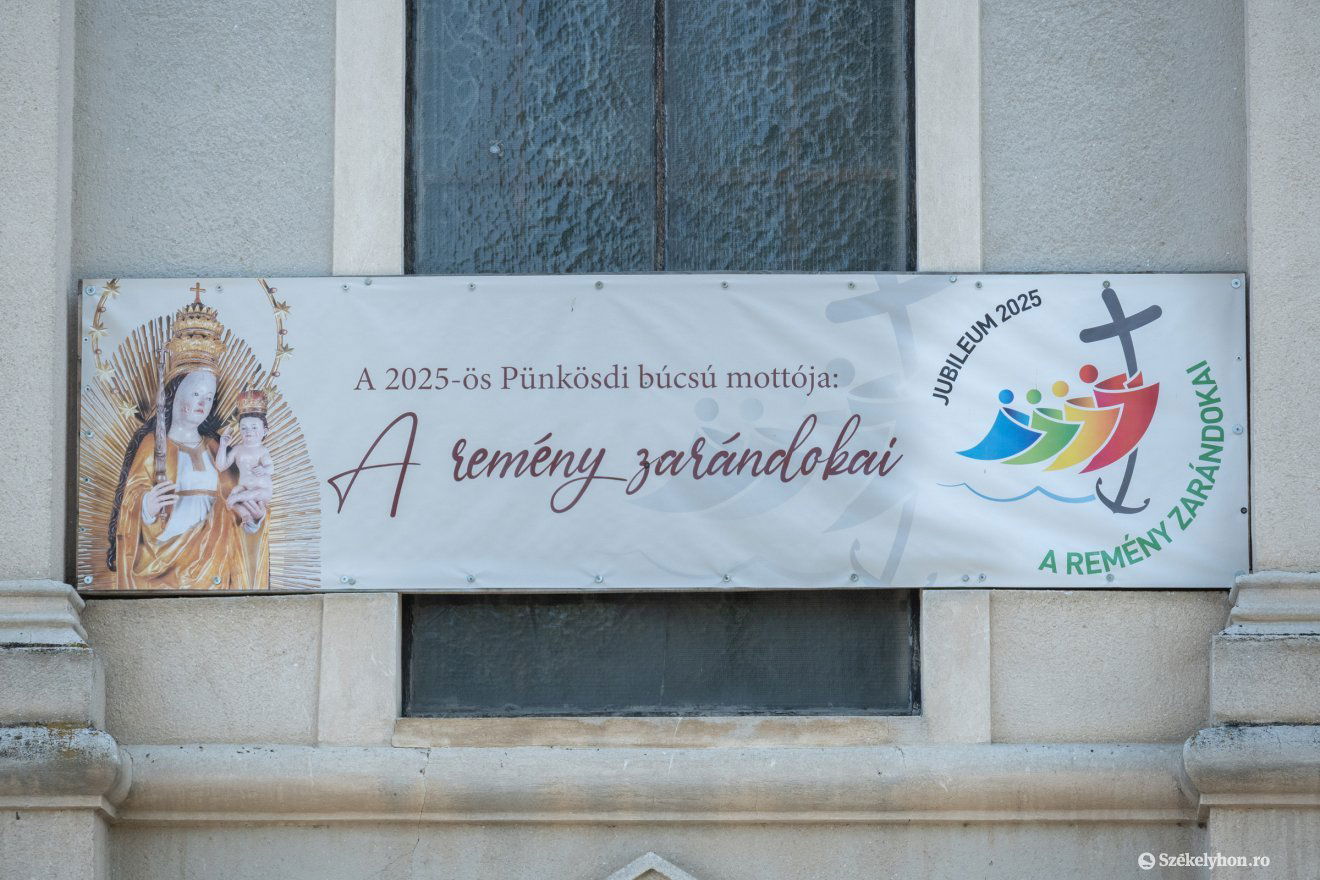 A 2025-ös Pünkösdi búcsú mottója:
A remény zarándokai
JUBILEUM 2025
A REMÉNY ZARÁNDOKAI
Székelyhon.ro